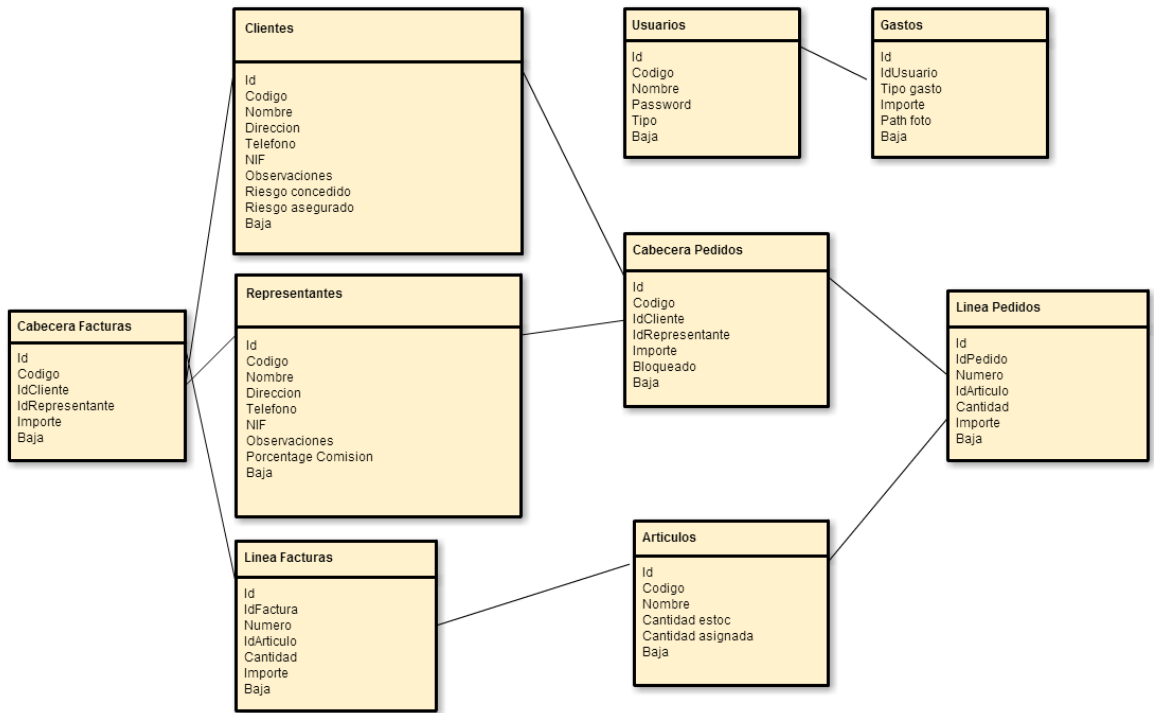 Clientes
Id
Codigo
Nombre
Direccion
Telefono
NIF
Observaciones
Riesgo concedido
Riesgo asegurado
Baja
Usuarios
Id
Codigo
Nombre
Password
Tipo
Baja
Gastos
Id
IdUsuario
Tipo gasto
Importe
Path foto
Baja
Cabecera Facturas
Id
Codigo
IdCliente
IdRepresentante
Importe
Baja
Representantes
Id
Codigo
Nombre
Direccion
Telefono
NIF
Observaciones
Porcentage Comision
Baja
Cabecera Pedidos
Id
Codigo
IdCliente
IdRepresentante
Importe
Bloqueado
Baja
Linea Pedidos
Id
IdPedido
Numero
IdArticulo
Cantidad
Importe
Baja
Linea Facturas
Id
IdFactura
Numero
IdArticulo
Cantidad
Importe
Baja
Articulos
Id
Codigo
Nombre
Cantidad estoc
Cantidad asignada
Baja